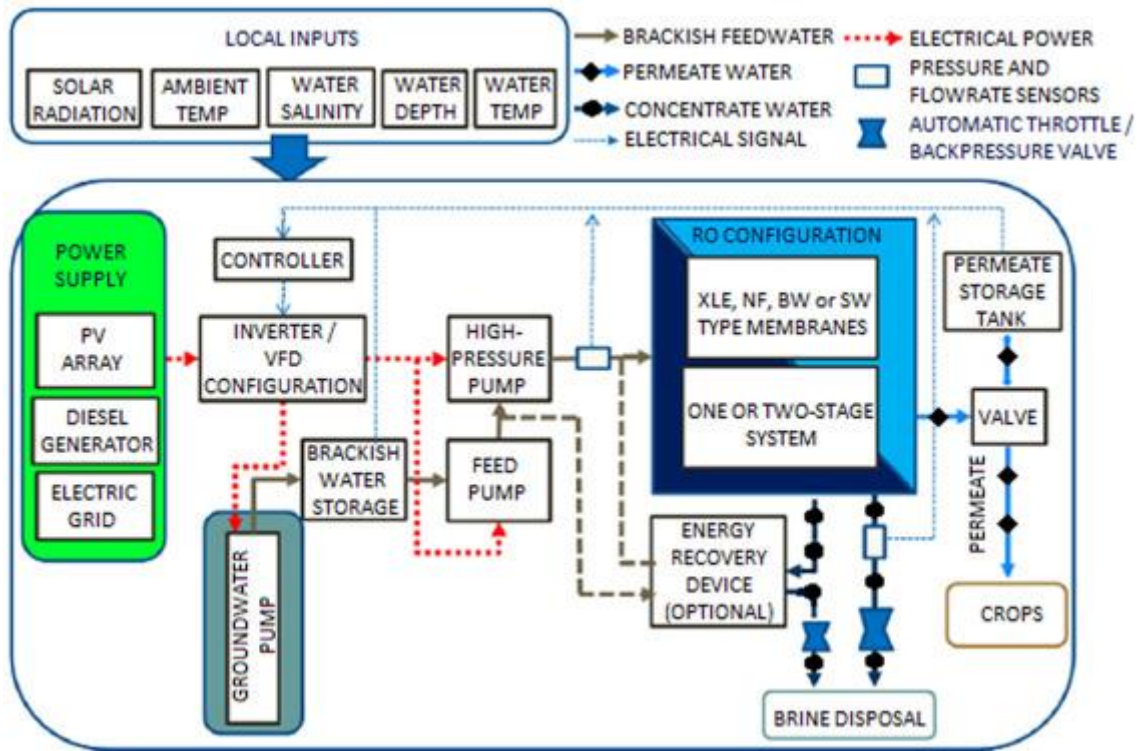 LOCAL INPUTS
SOLAR
RADIATION
AMBIENT
TEMP
WATER
SALINITY
WATER
DEPTH
WATER
TEMP
BRACKISH FEEDWATER
PERMEATE WATER
CONCENTRATE WATER
ELECTRICAL SIGNAL
ELECTRICAL POWER
PRESSURE AND
FLOWRATE SENSORS
AUTOMATIC THROTTLE /
BACKPRESSURE VALVE
POWER
SUPPLY
PV
ARRAY
DIESEL
GENERATOR
ELECTRIC
GRID
CONTROLLER
INVERTER /
VFD
CONFIGURATION
GROUNDWATER
PUMP
BRACKISH
WATER
STORAGE
HIGH-
PRESSURE
PUMP
FEED
PUMP
RO CONFIGURATION
XLE, NF, BW or SW
TYPE MEMBRANES
ONE OR TWO-STAGE
SYSTEM
ENERGY
RECOVERY
DEVICE
(OPTIONAL)
PERMEATE
STORAGE
TANK
VALVE
PERMEATE
CROPS
BRINE DISPOSAL